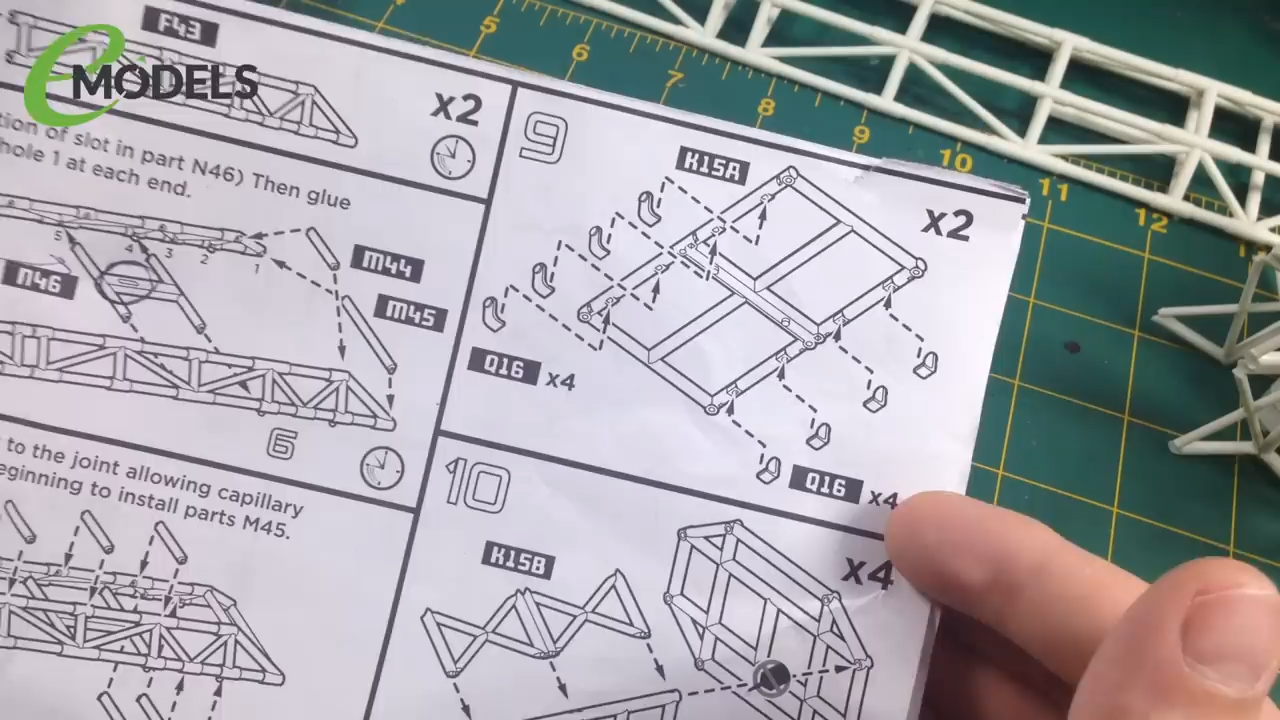 e MODELS
F43
x2
tion of slot in part N46) Then glue
hole 1 at each end.
5
4
3
2
1
M44
M45
N46
6
to the joint allowing capillary
eginning to install parts M45.
9
K15A
x2
Q16 x4
Q16 x4
10
K15B
x4
5
6
7
8
9
10
11
12